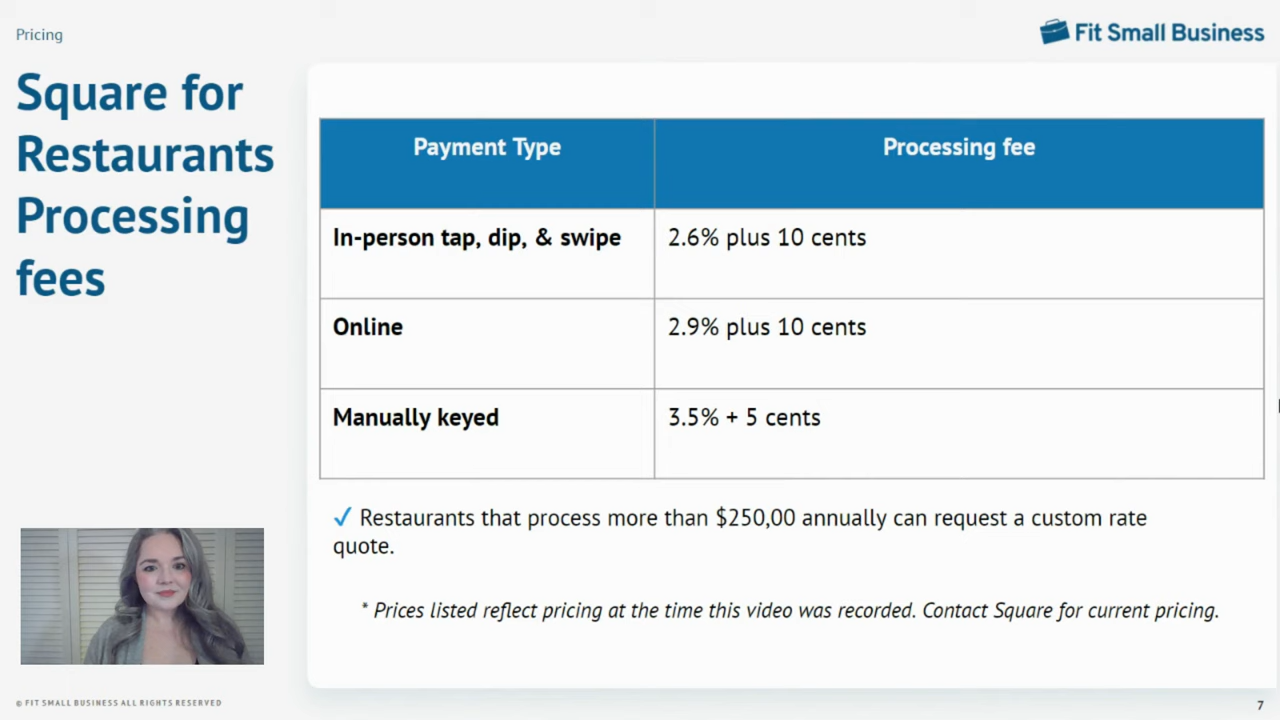 Pricing
Fit Small Business
Square for
Restaurants
Processing
fees
Payment Type
Processing fee
In-person tap, dip, & swipe
2.6% plus 10 cents
Online
2.9% plus 10 cents
Manually keyed
3.5% + 5 cents
✓ Restaurants that process more than $250,00 annually can request a custom rate
quote.
* Prices listed reflect pricing at the time this video was recorded. Contact Square for current pricing.
© FIT SMALL BUSINESS ALL RIGHTS RESERVED
7